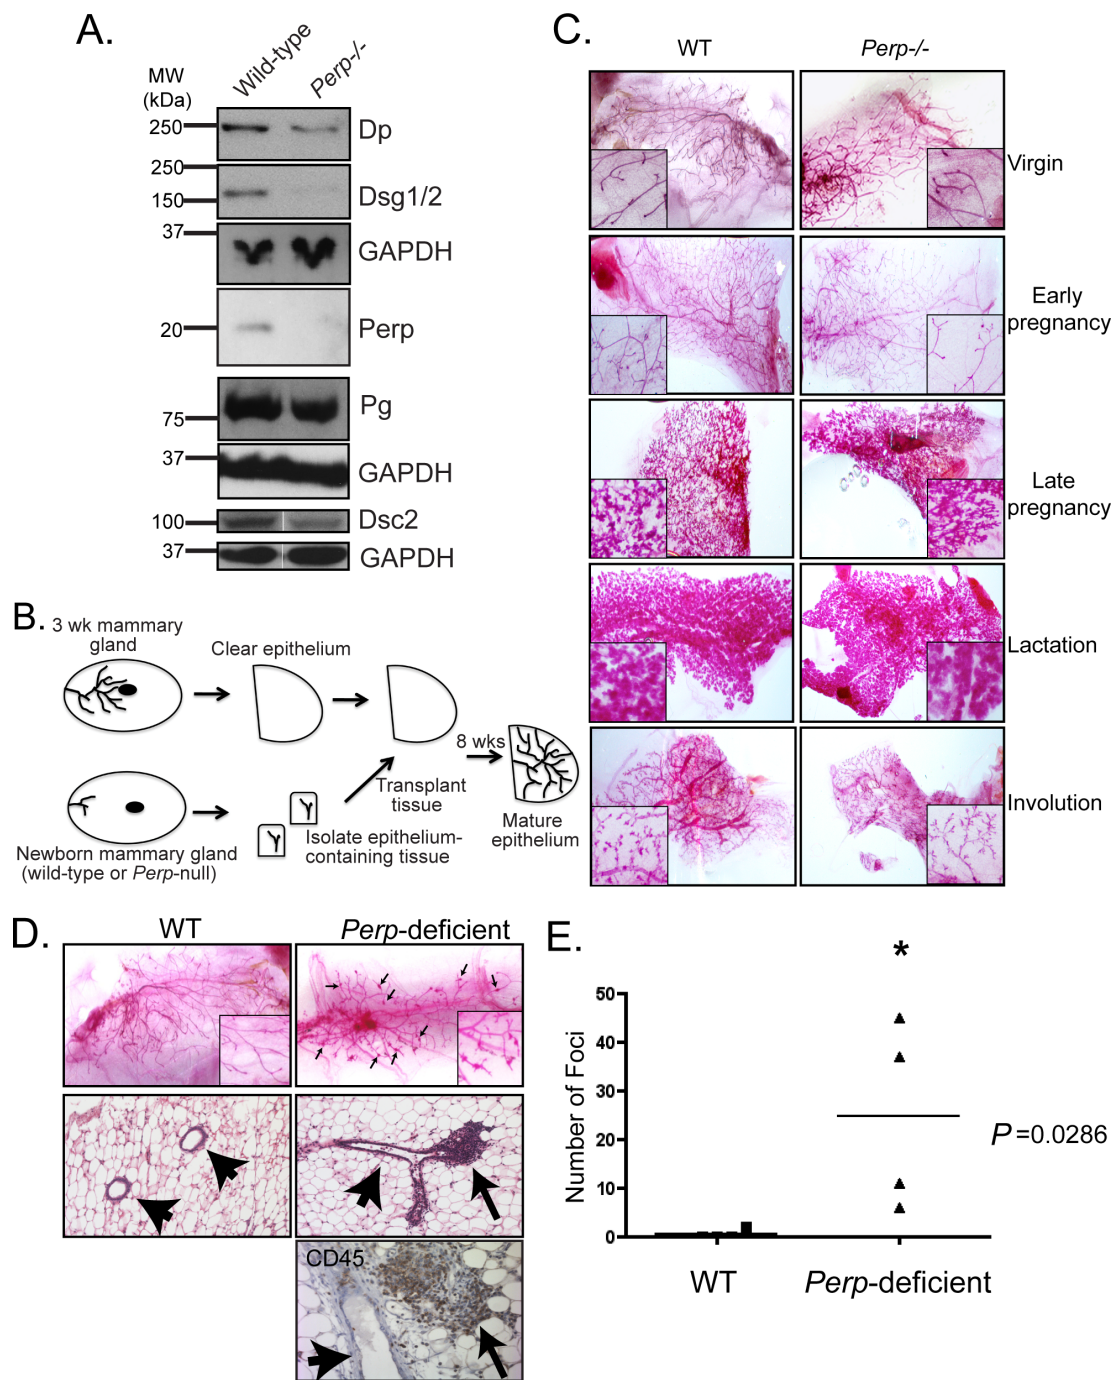 A.
MW
(kDa)
Wild-type
Perp-/-
250
Dp
250
150
Dsg1/2
37
GAPDH
20
Perp
75
Pg
37
GAPDH
100
Dsc2
37
GAPDH
B.
3 wk mammary
gland
Clear epithelium
8 wks
Transplant
tissue
Mature
epithelium
Newborn mammary gland
(wild-type or Perp-null)
Isolate epithelium-
containing tissue
C.
WT
Perp-/-
Virgin
Early
pregnancy
Late
pregnancy
Lactation
Involution
D.
WT
Perp-deficient
CD45
E.
*
50
40
30
20
10
0
Number of Foci
P=0.0286
WT
Perp-deficient